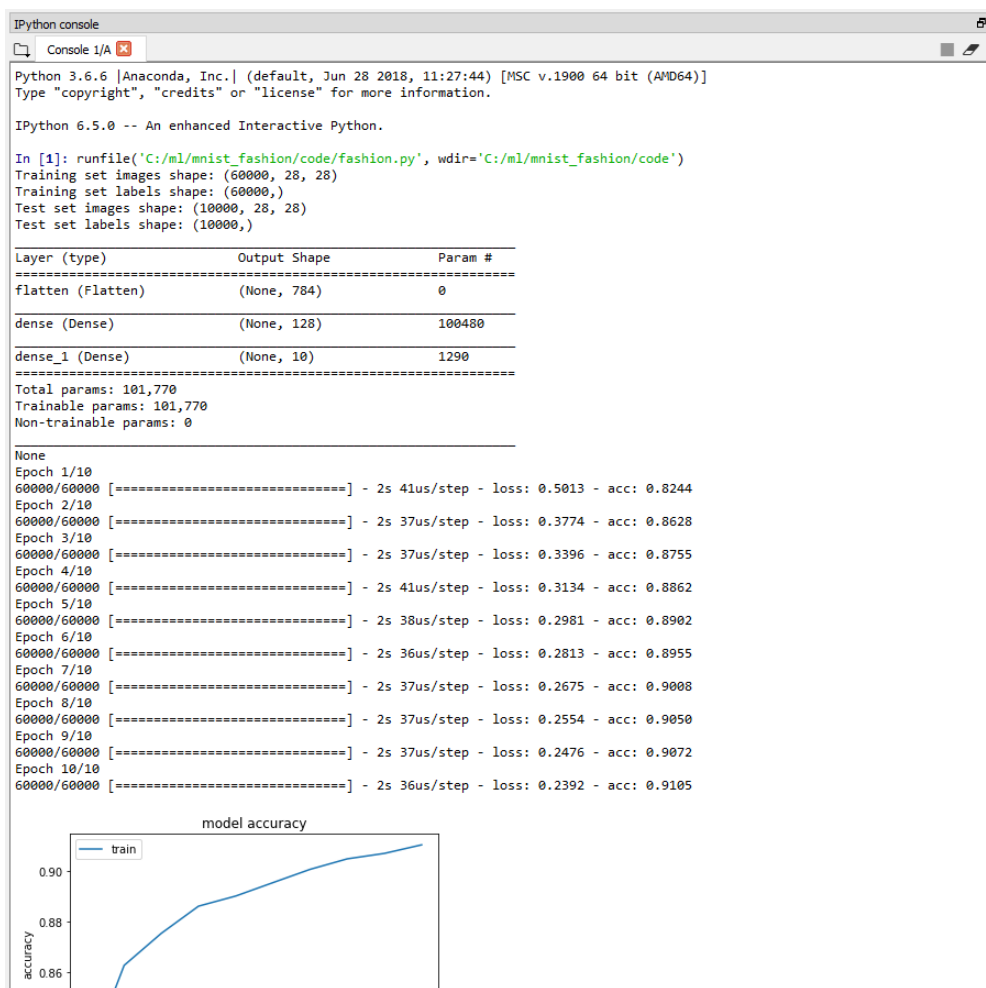 IPython console
Console 1/A
Python 3.6.6 |Anaconda, Inc.| (default, Jun 28 2018, 11:27:44) [MSC v.1900 64 bit (AMD64)]
Type "copyright", "credits" or "license" for more information.
IPython 6.5.0 -- An enhanced Interactive Python.
In [1]: runfile('C:/ml/mnist_fashion/code/fashion.py', wdir='C:/ml/mnist_fashion/code')
Training set images shape: (60000, 28, 28)
Training set labels shape: (60000,)
Test set images shape: (10000, 28, 28)
Test set labels shape: (10000,)
_________________________________________________________________
Layer (type)                 Output Shape              Param #
=================================================================
flatten (Flatten)            (None, 784)               0
_________________________________________________________________
dense (Dense)                (None, 128)               100480
_________________________________________________________________
dense_1 (Dense)              (None, 10)                1290
=================================================================
Total params: 101,770
Trainable params: 101,770
Non-trainable params: 0
_________________________________________________________________
None
Epoch 1/10
60000/60000 [==============================] - 2s 41us/step - loss: 0.5013 - acc: 0.8244
Epoch 2/10
60000/60000 [==============================] - 2s 37us/step - loss: 0.3774 - acc: 0.8628
Epoch 3/10
60000/60000 [==============================] - 2s 37us/step - loss: 0.3396 - acc: 0.8755
Epoch 4/10
60000/60000 [==============================] - 2s 41us/step - loss: 0.3134 - acc: 0.8862
Epoch 5/10
60000/60000 [==============================] - 2s 38us/step - loss: 0.2981 - acc: 0.8902
Epoch 6/10
60000/60000 [==============================] - 2s 36us/step - loss: 0.2813 - acc: 0.8955
Epoch 7/10
60000/60000 [==============================] - 2s 37us/step - loss: 0.2675 - acc: 0.9008
Epoch 8/10
60000/60000 [==============================] - 2s 37us/step - loss: 0.2554 - acc: 0.9050
Epoch 9/10
60000/60000 [==============================] - 2s 37us/step - loss: 0.2476 - acc: 0.9072
Epoch 10/10
60000/60000 [==============================] - 2s 36us/step - loss: 0.2392 - acc: 0.9105
model accuracy
train
0.90
0.88
0.86
accuracy